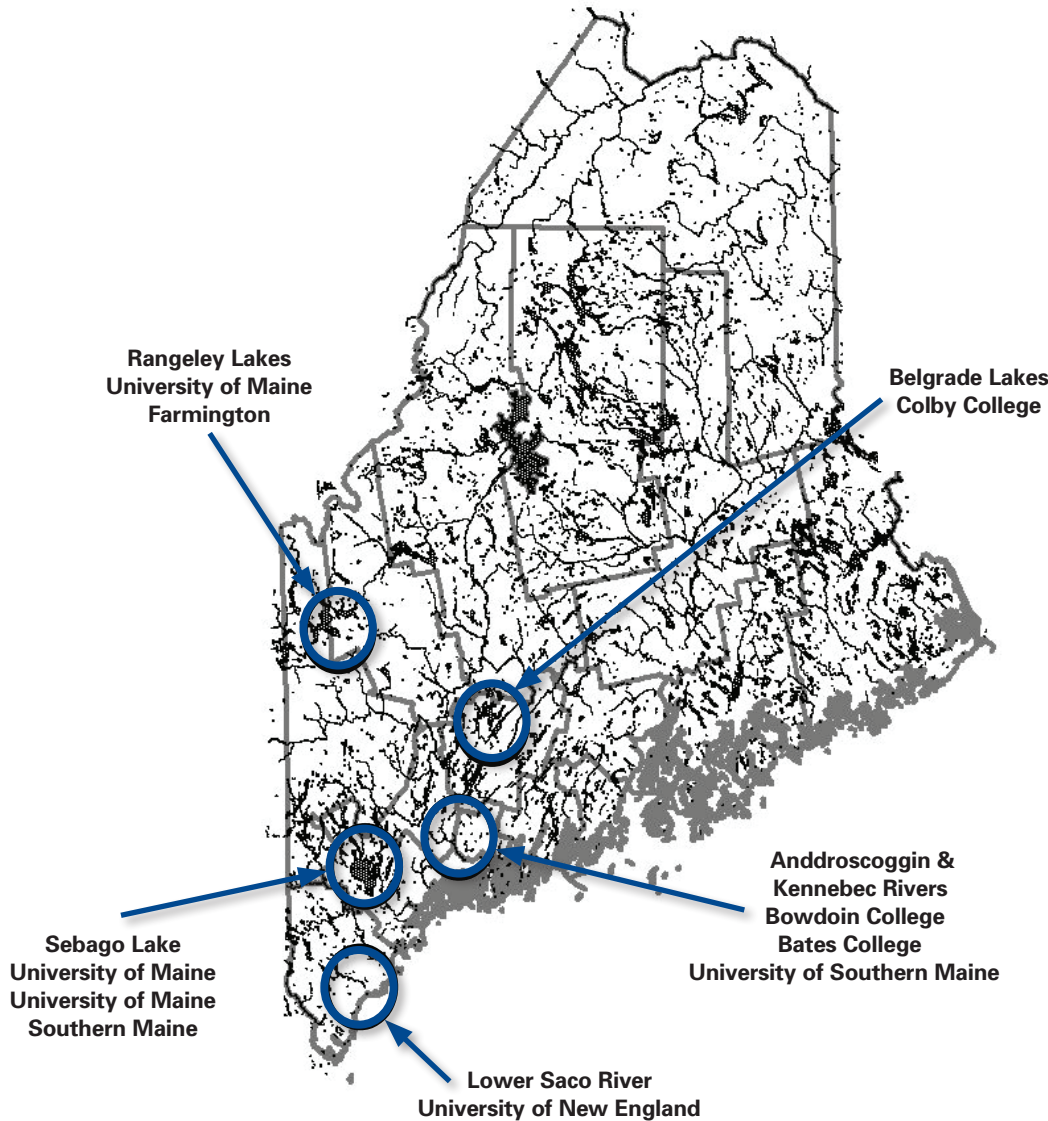 Rangeley Lakes
University of Maine
Farmington
Belgrade Lakes
Colby College
Anddroscoggin &
Kennebec Rivers
Bowdoin College
Bates College
University of Southern Maine
Sebago Lake
University of Maine
University of Maine
Southern Maine
Lower Saco River
University of New England